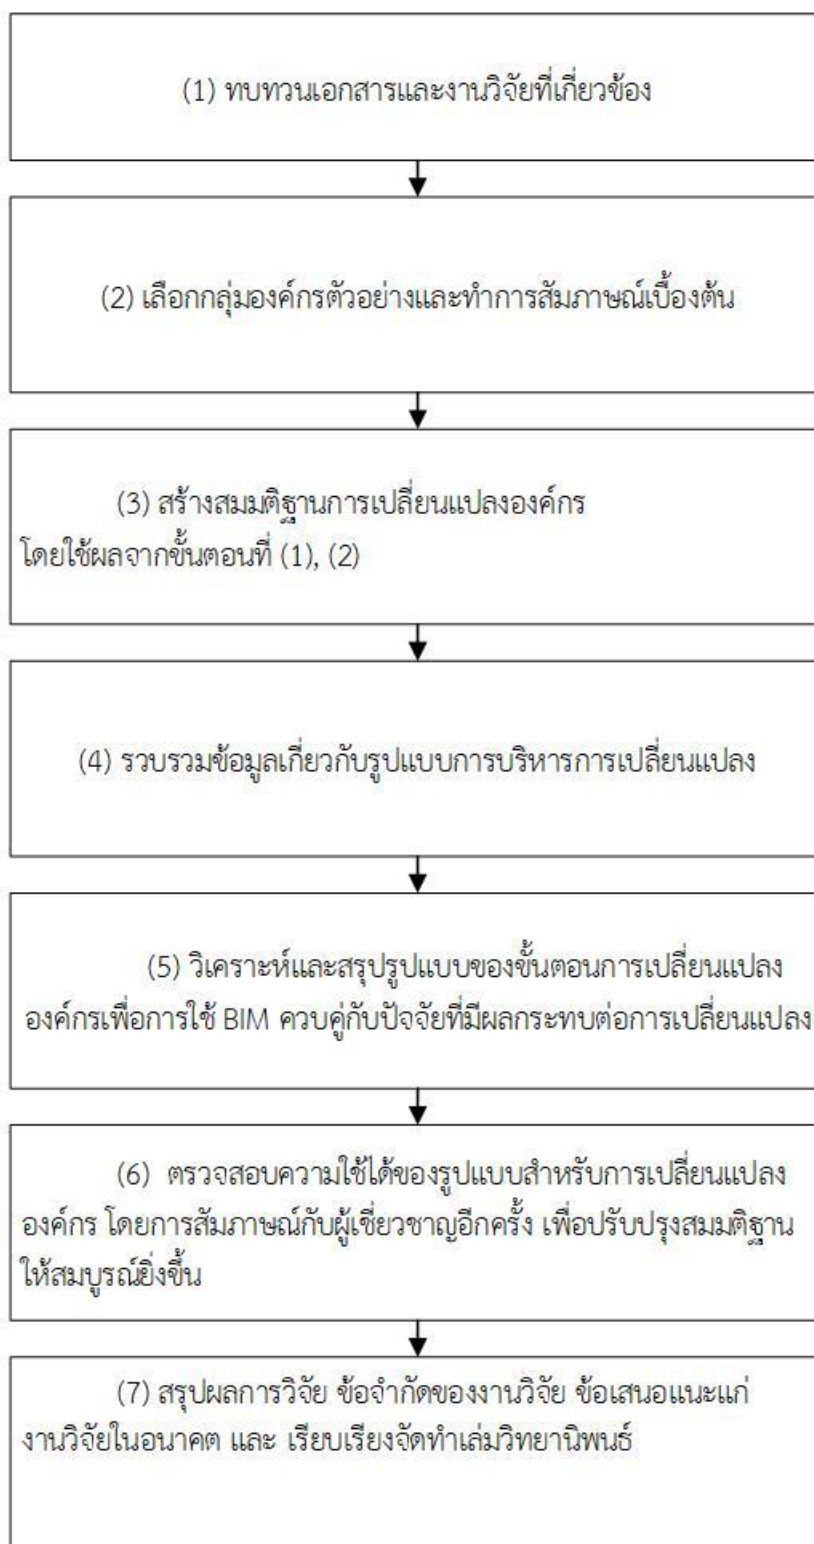 (1) ทบทวนเอกสารและงานวิจัยที่เกี่ยวข้อง
(2) เลือกกลุ่มองค์กรตัวอย่างและทำการสัมภาษณ์เบื้องต้น
(3) สร้างสมมติฐานการเปลี่ยนแปลงองค์กร
โดยใช้ผลจากขั้นตอนที่ (1), (2)
(4) รวบรวมข้อมูลเกี่ยวกับรูปแบบการบริหารการเปลี่ยนแปลง
(5) วิเคราะห์และสรุปรูปแบบของขั้นตอนการเปลี่ยนแปลง
องค์กรเพื่อการใช้ BIM ควบคู่กับปัจจัยที่มีผลกระทบต่อการเปลี่ยนแปลง
(6) ตรวจสอบความใช้ได้ของรูปแบบสำหรับการเปลี่ยนแปลง
องค์กร โดยการสัมภาษณ์กับผู้เชี่ยวชาญอีกครั้ง เพื่อปรับปรุงสมมติฐาน
ให้สมบูรณ์ยิ่งขึ้น
(7) สรุปผลการวิจัย ข้อจำกัดของงานวิจัย ข้อเสนอแนะแก่
งานวิจัยในอนาคต และ เรียบเรียงจัดทำเล่มวิทยานิพนธ์